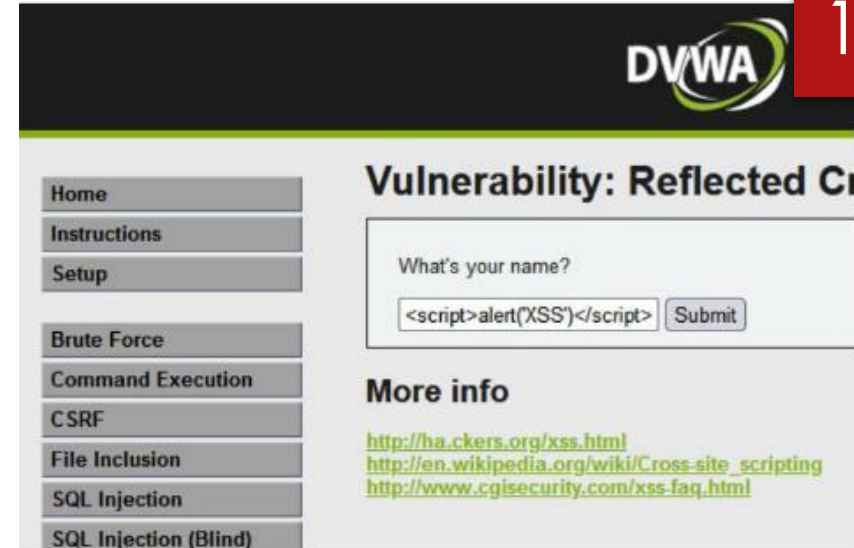 DVWA
1
Home
Instructions
Setup
Brute Force
Command Execution
CSRF
File Inclusion
SQL Injection
SQL Injection (Blind)
Vulnerability: Reflected Cr
What's your name?
<script>alert('XSS')</script> Submit
More info
http://ha.ckers.org/xss.html
http://en.wikipedia.org/wiki/Cross-site_scripting
http://www.cgisecurity.com/xss-faq.html